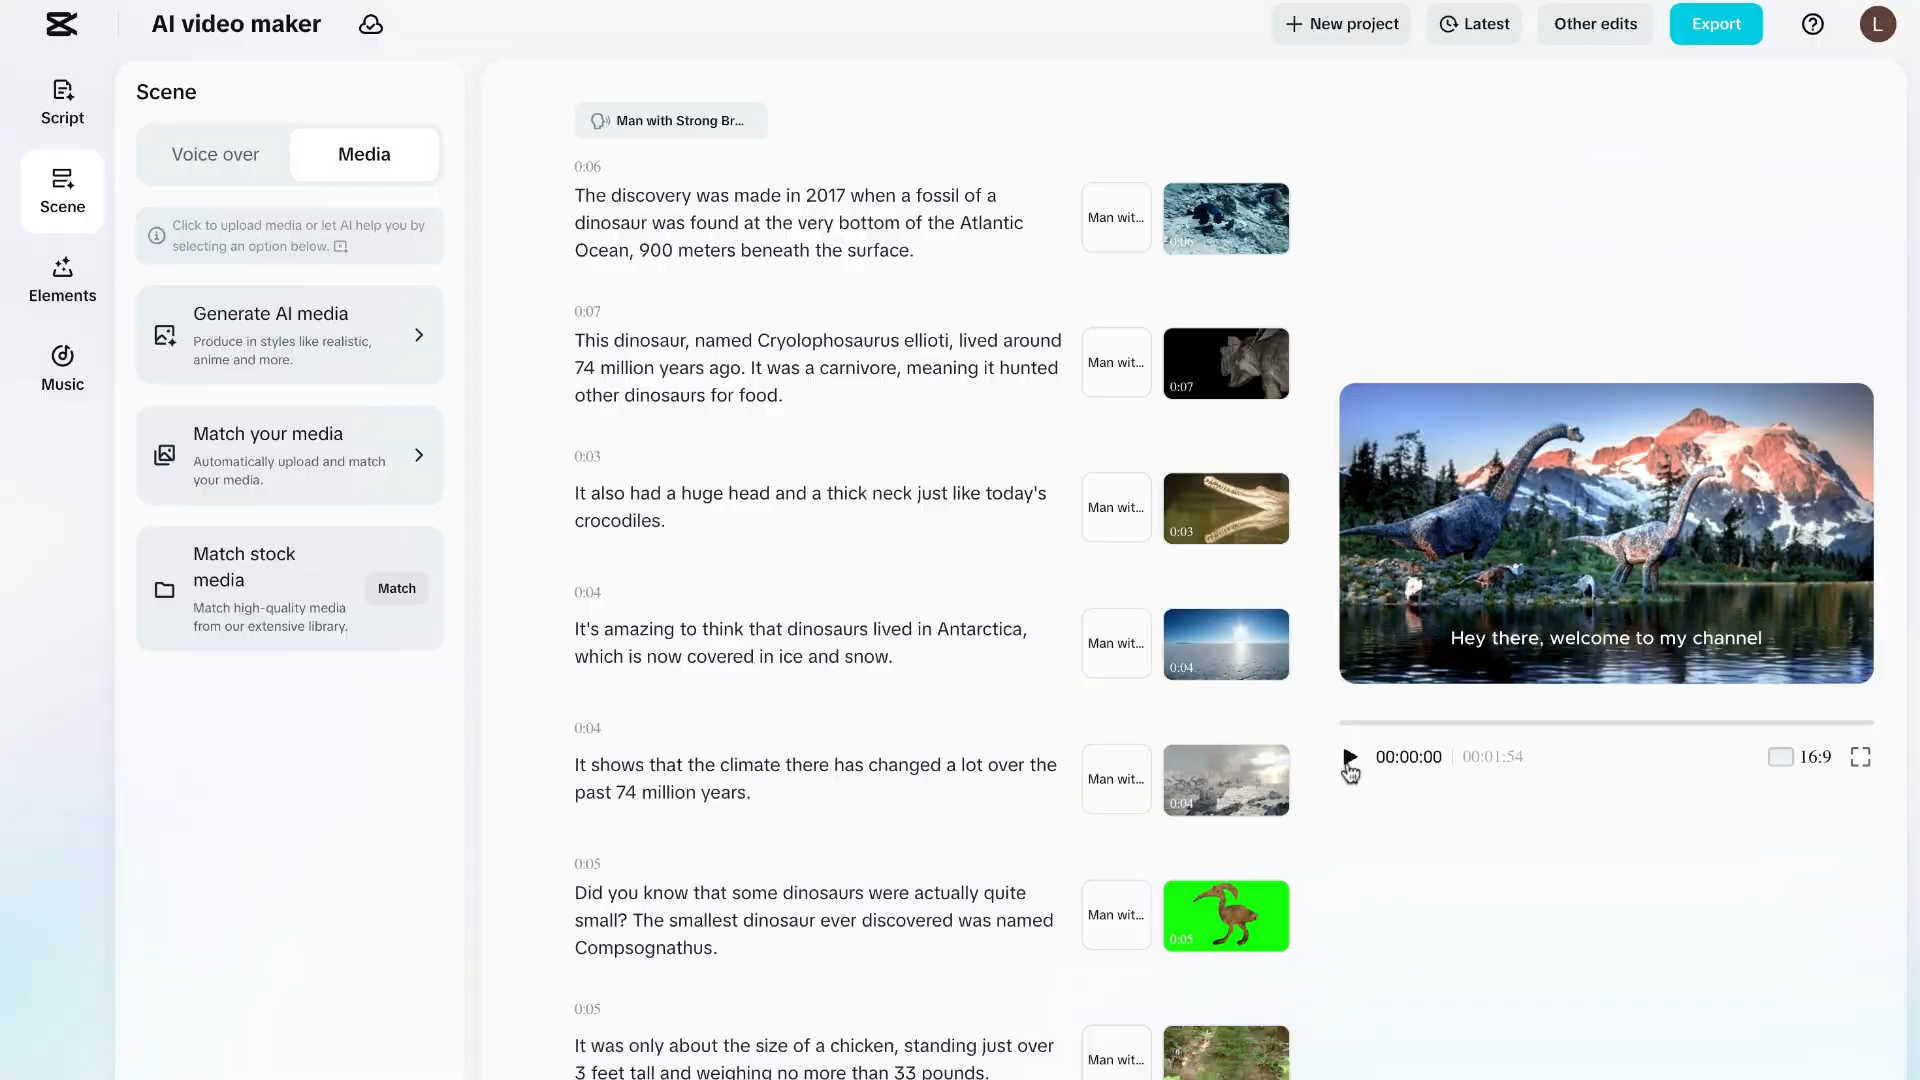 AI video maker
New project
Latest
Other edits
Export
L
Script
Scene
Elements
Music
Scene
Voice over
Media
Click to upload media or let AI help you by
selecting an option below.
Generate AI media
Produce in styles like realistic,
anime and more.
Match your media
Automatically upload and match
your media.
Match stock
media
Match high-quality media
from our extensive library.
Match
Man with Strong Br...
0:06
The discovery was made in 2017 when a fossil of a
dinosaur was found at the very bottom of the Atlantic
Ocean, 900 meters beneath the surface.
Man wit...
0:06
0:07
This dinosaur, named Cryolophosaurus ellioti, lived around
74 million years ago. It was a carnivore, meaning it hunted
other dinosaurs for food.
Man wit...
0:07
0:03
It also had a huge head and a thick neck just like today's
crocodiles.
Man wit...
0:03
0:04
It's amazing to think that dinosaurs lived in Antarctica,
which is now covered in ice and snow.
Man wit...
0:04
0:04
It shows that the climate there has changed a lot over the
past 74 million years.
Man wit...
0:04
0:05
Did you know that some dinosaurs were actually quite
small? The smallest dinosaur ever discovered was named
Compsognathus.
Man wit...
0:05
0:05
It was only about the size of a chicken, standing just over
3 feet tall and weighing no more than 33 pounds.
Man wit...
Hey there, welcome to my channel
00:00:00
00:01:54
16:9